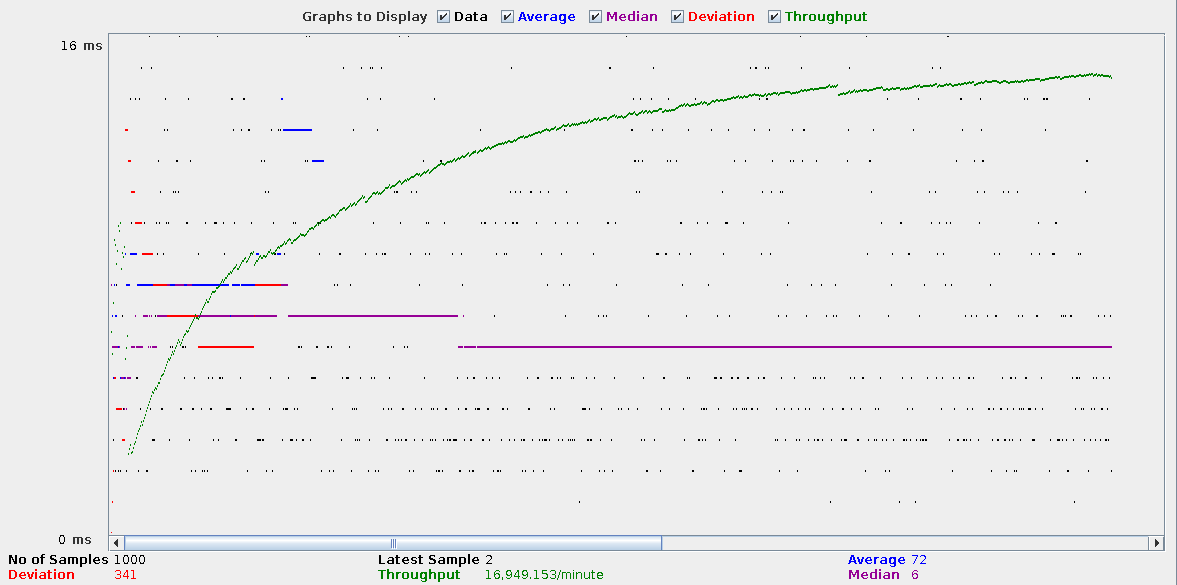 Graphs to Display Data Average Median Deviation Throughput
16 ms
0 ms
No of Samples 1000 Latest Sample 2 Average 72
Deviation 341 Throughput 16,949.153/minute Median 6